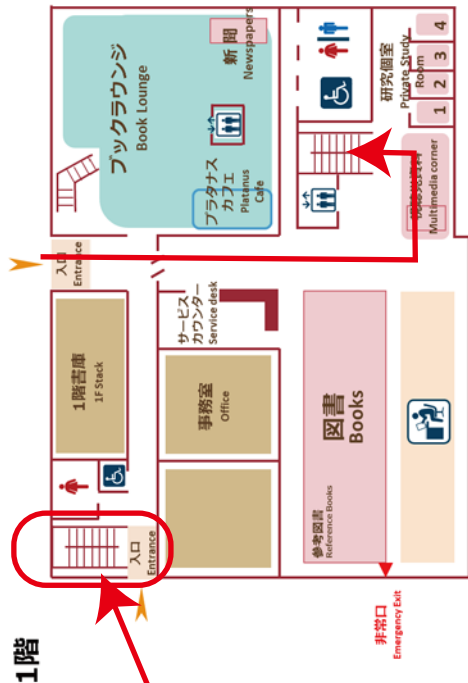 1階
入口
Entrance
1階書庫
1F Stack
入口
Entrance
ブックラウンジ
Book Lounge
新聞
Newspapers
プラタナス
カフェ
Platanus
Cafe
事務室
Office
サービス
カウンター
Service desk
参考図書
Reference Books
図書
Books
研究個室
Private Study
Room
1
2
3
4
Multimedia corner
非常口
Emergency Exit